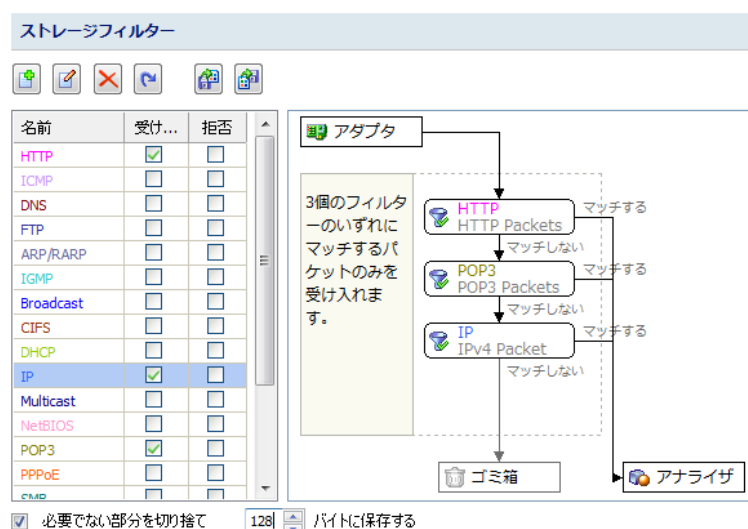 ストレージフィルター
名前 受け... 拒否
HTTP
ICMP
DNS
FTP
ARP/RARP
IGMP
Broadcast
CIFS
DHCP
IP
Multicast
NetBIOS
POP3
PPPoE
SMB
アダプタ
3個のフィルタ
ーのいずれに
マッチするパ
ケットのみを
受け入れま
す。
HTTP
HTTP Packets
マッチする
マッチしない
POP3
POP3 Packets
マッチする
マッチしない
IP
IPv4 Packet
マッチする
マッチしない
ゴミ箱
アナライザ
必要でない部分を切り捨て 128 バイトに保存する